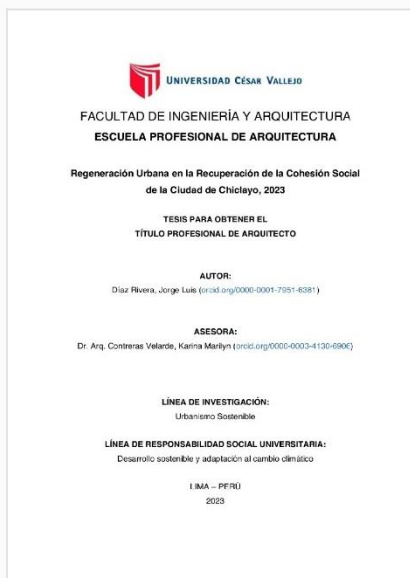 UNIVERSIDAD CÉSAR VALLEJO
FACULTAD DE INGENIERÍA Y ARQUITECTURA
ESCUELA PROFESIONAL DE ARQUITECTURA
Regeneración Urbana en la Recuperación de la Cohesión Social
de la Ciudad de Chiclayo, 2023
TESIS PARA OBTENER EL
TÍTULO PROFESIONAL DE ARQUITECTO
AUTOR:
Diaz Rivera, Jorge Luis (orcid.org/0000-0001-7951-6381)
ASESORA:
Dr. Arq. Contreras Velarde, Karina Marilyn (orcid.org/0000-0003-4130-6906)
LÍNEA DE INVESTIGACIÓN:
Urbanismo Sostenible
LÍNEA DE RESPONSABILIDAD SOCIAL UNIVERSITARIA:
Desarrollo sostenible y adaptación al cambio climático
LIMA – PERÚ
2023